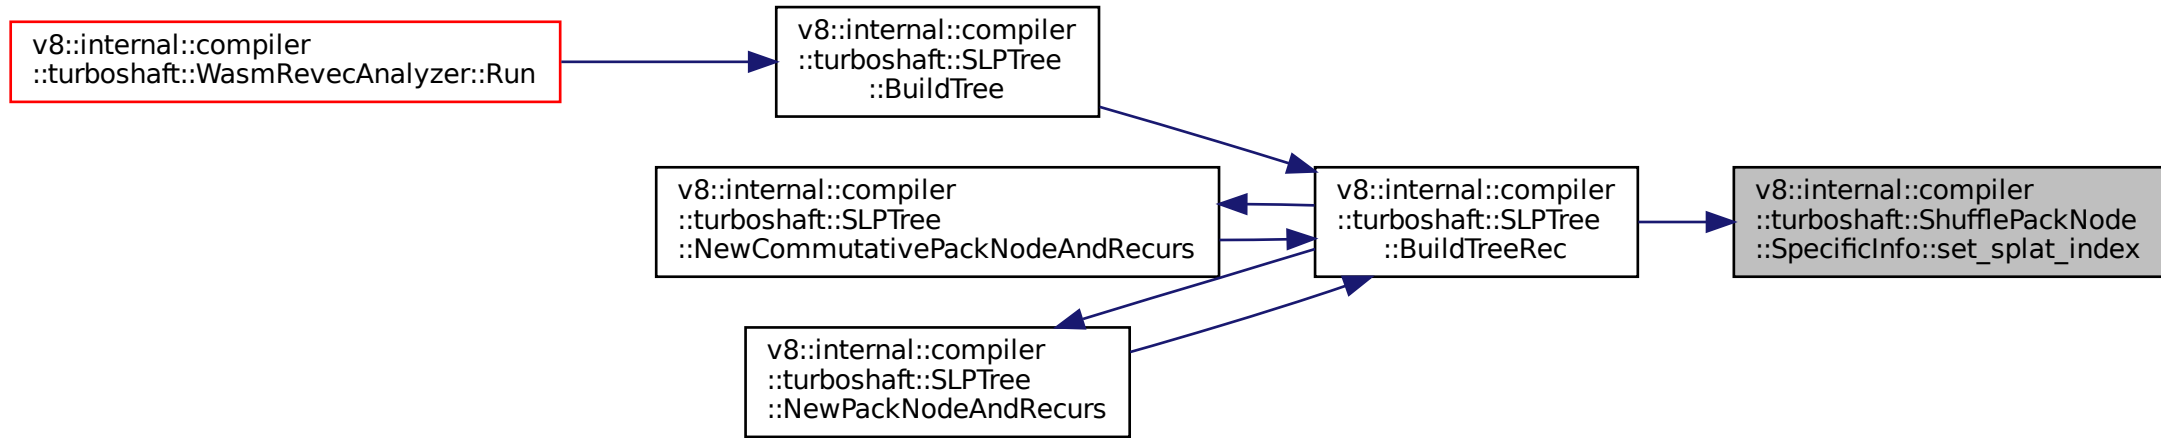 v8::internal::compiler
::turboshaft::WasmRevecAnalyzer::Run
v8::internal::compiler
::turboshaft::SLPTree
::BuildTree
v8::internal::compiler
::turboshaft::SLPTree
::NewCommutativePackNodeAndRecurs
v8::internal::compiler
::turboshaft::SLPTree
::BuildTreeRec
v8::internal::compiler
::turboshaft::ShufflePackNode
::SpecificInfo::set_splat_index
v8::internal::compiler
::turboshaft::SLPTree
::NewPackNodeAndRecurs